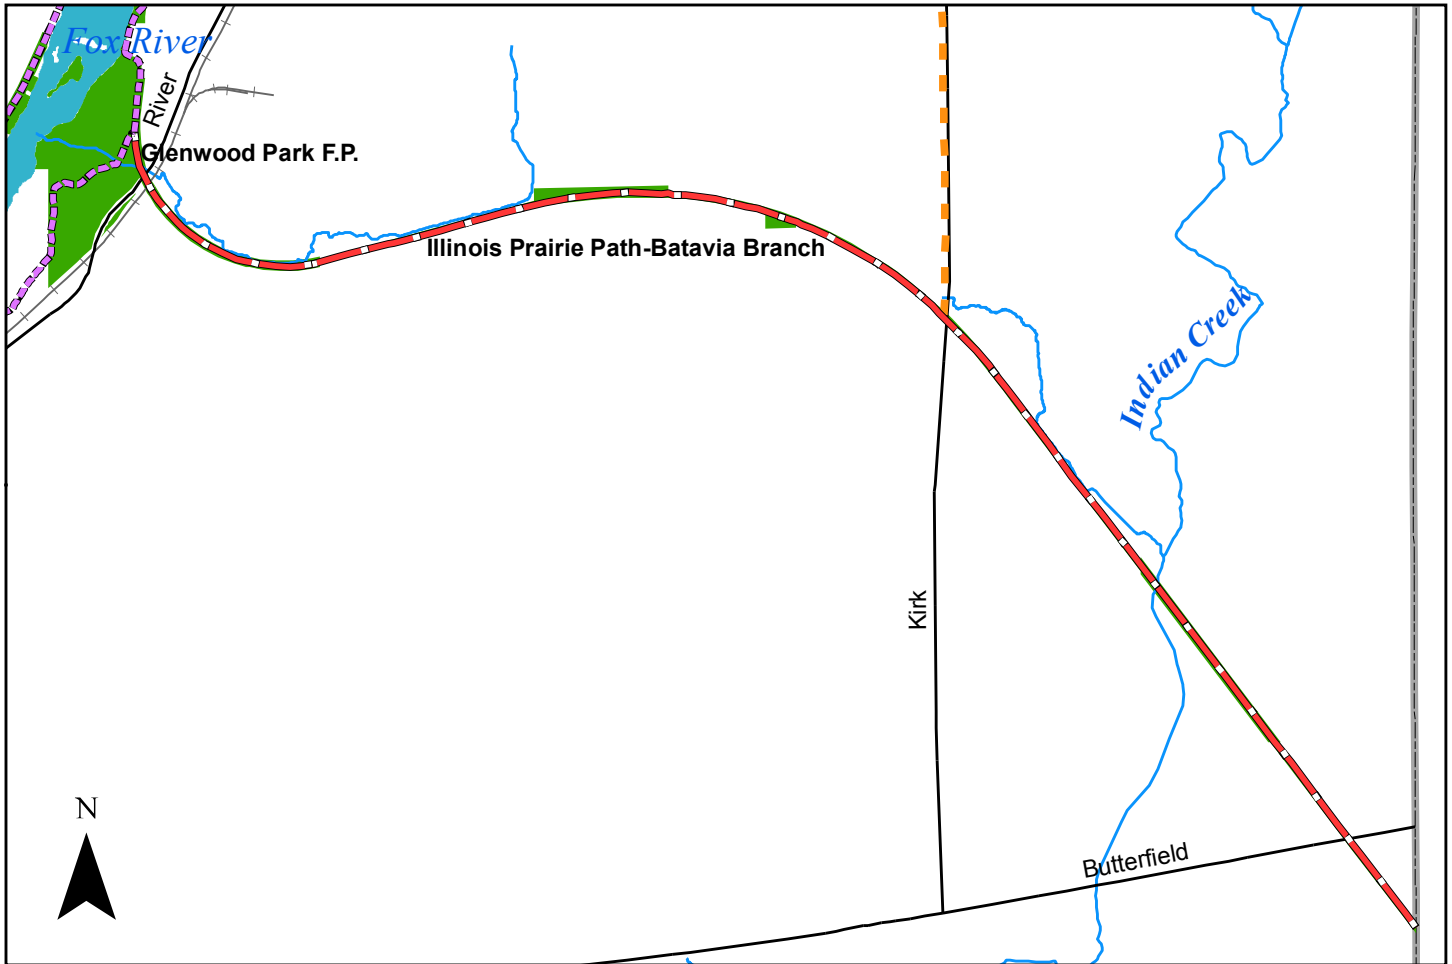 Fox River
River
Glenwood Park F.P.
Illinois Prairie Path-Batavia Branch
Indian Creek
Kirk
N
Butterfield